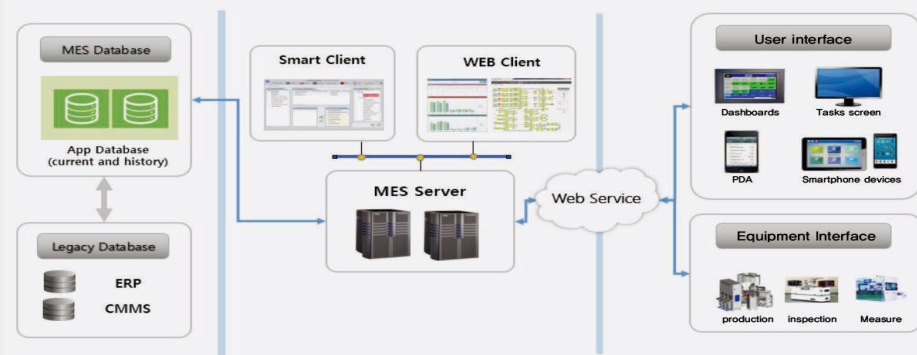 MES Database
App Database
(current and history)
Legacy Database
ERP
CMMS
Smart Client
WEB Client
MES Server
Web Service
User interface
Dashboards
Tasks screen
PDA
Smartphone devices
Equipment Interface
production
inspection
Measure